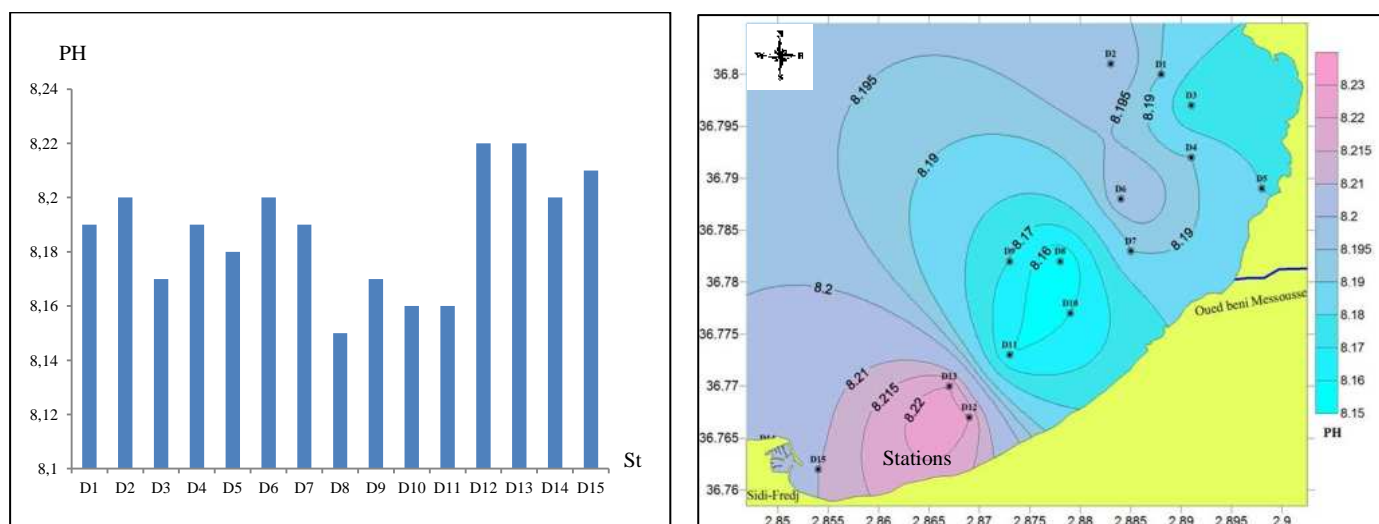 PH
8,24
8,22
8,2
8,18
8,16
8,14
8,12
8,1
St
D1 D2 D3 D4 D5 D6 D7 D8 D9 D10 D11 D12 D13 D14 D15
36.8
36.795
36.79
36.785
36.78
36.775
36.77
36.765
36.76
D2
D1
D3
8.195
8.195
8.19
D4
8.19
D5
D6
8.17
D7
8.19
D9
8.16
D8
8.2
D10
Oued beni Messousse
D11
8.21
D13
8.215
8.22
D12
D15
Stations
Sidi-Fredj
2.85 2.855 2.86 2.865 2.87 2.875 2.88 2.885 2.89 2.895 2.9
8.23
8.22
8.215
8.21
8.2
8.195
8.19
8.18
8.17
8.16
8.15
PH